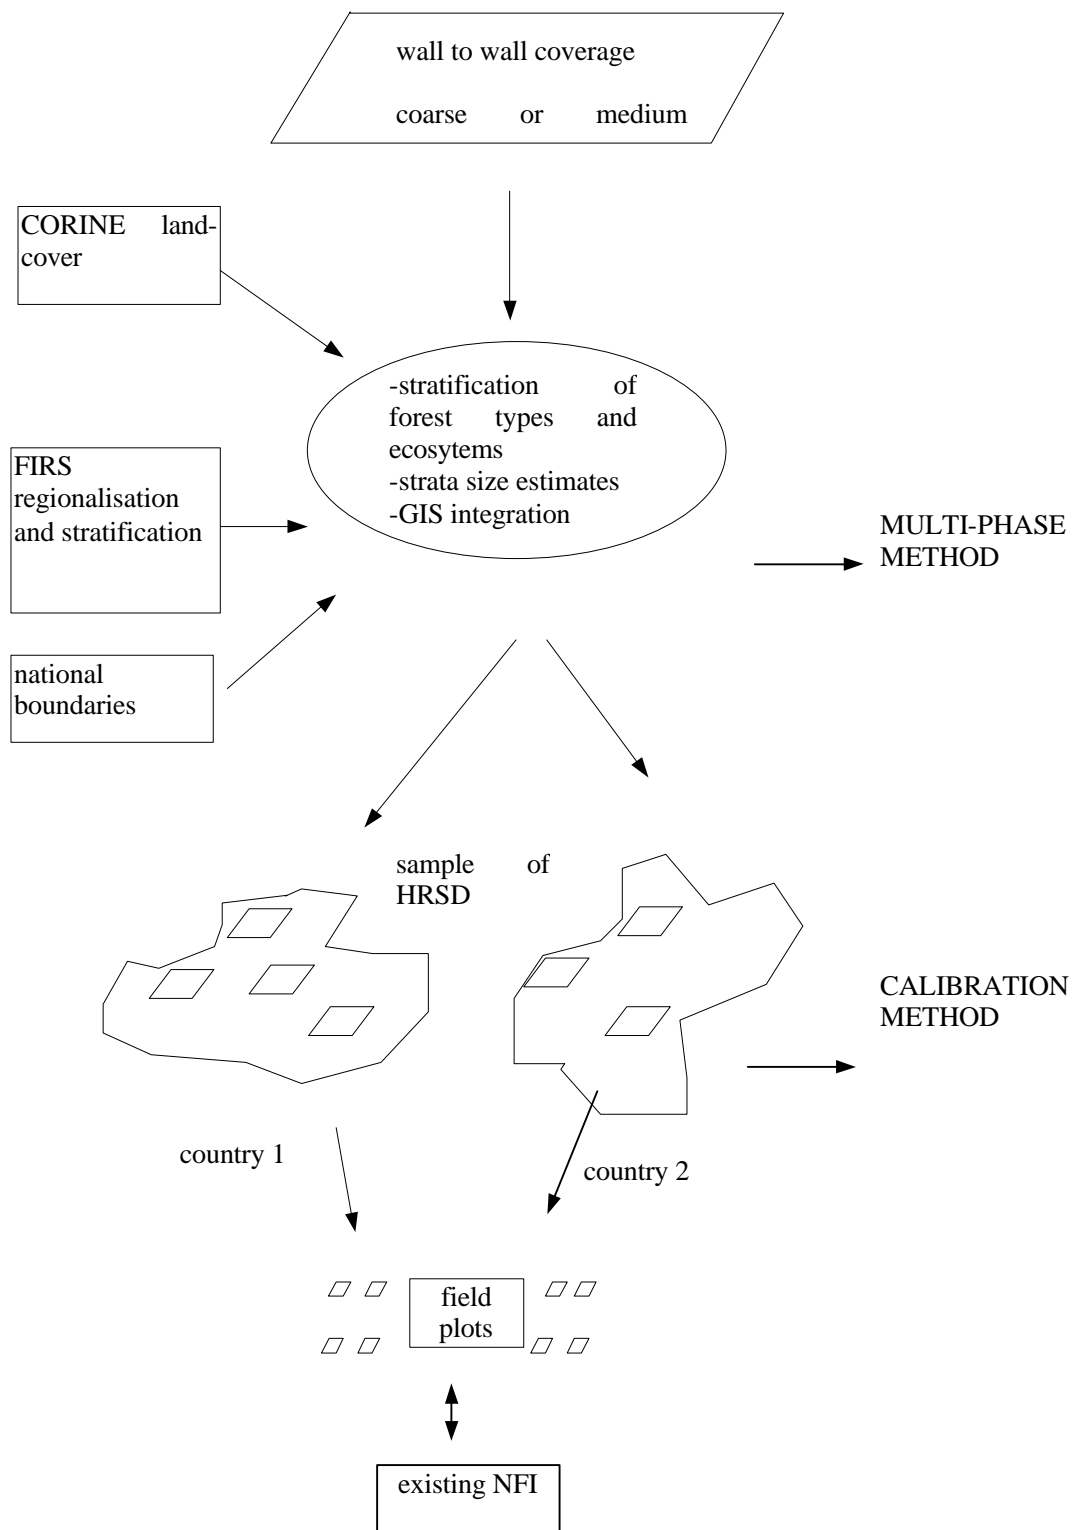 wall to wall coverage
coarse or medium
CORINE land-
cover
-stratification of
forest types and
ecosytems
-strata size estimates
-GIS integration
FIRS
regionalisation
and stratification
MULTI-PHASE
METHOD
national
boundaries
sample of
HRSD
CALIBRATION
METHOD
country 1
country 2
field
plots
existing NFI